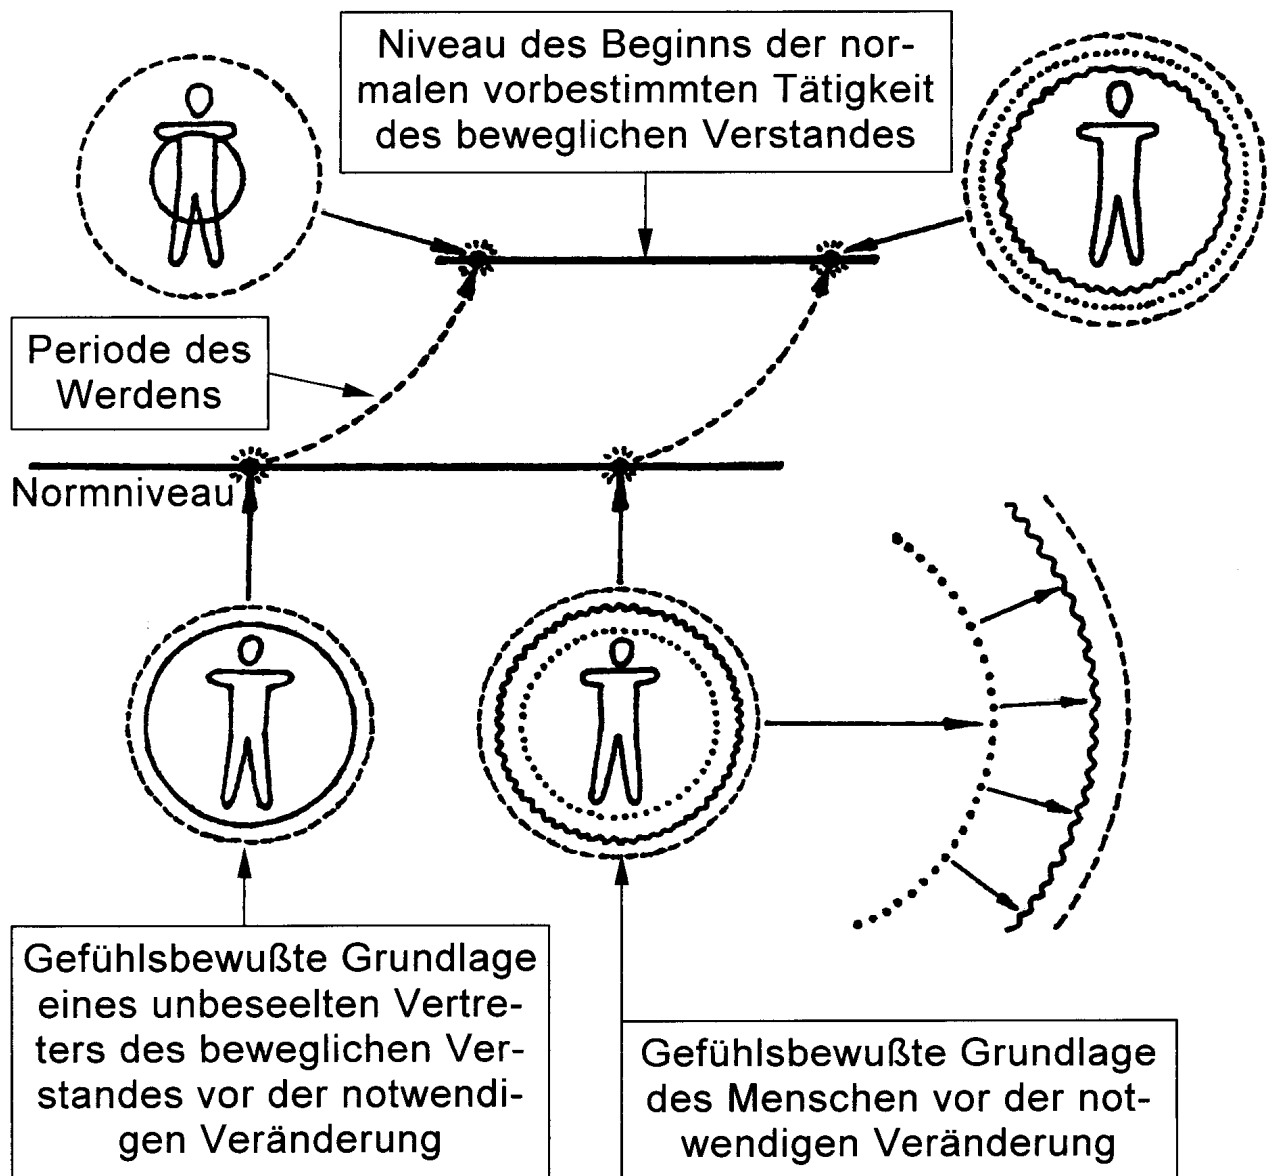 Niveau des Beginns der nor-
malen vorbestimmten Tätigkeit
des beweglichen Verstandes
Periode des
Werdens
Normniveau
Gefühlsbewußte Grundlage
eines unbeseelten Vertre-
ters des beweglichen Ver-
standes vor der notwendi-
gen Veränderung
Gefühlsbewußte Grundlage
des Menschen vor der not-
wendigen Veränderung